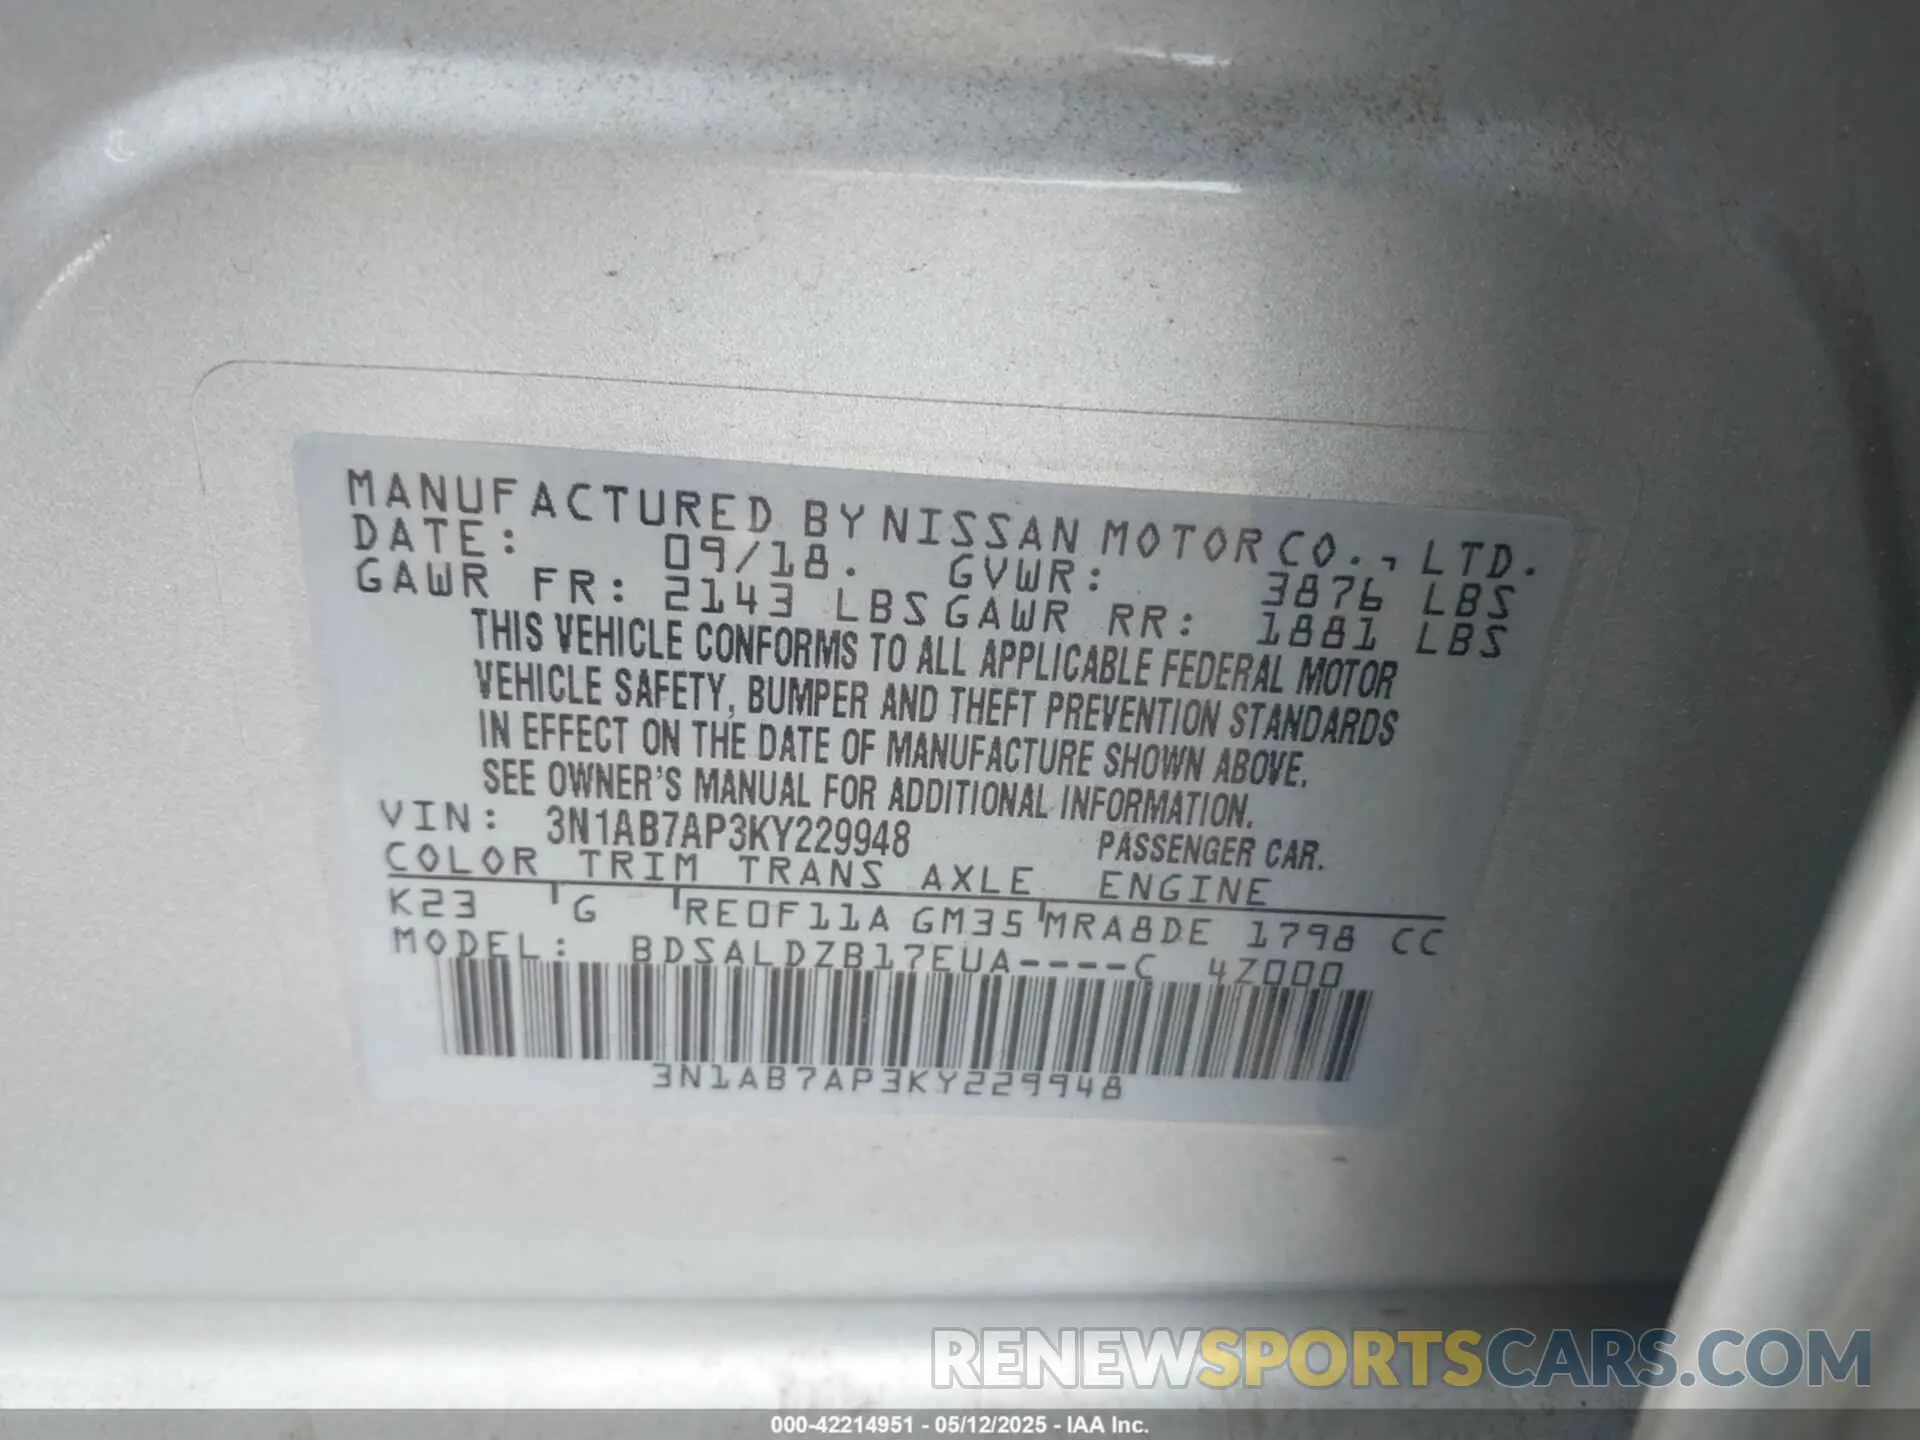 MANUFACTURED BY NISSAN MOTOR CO., LTD.
DATE: 09/18. GVWR: 3876 LBS
GAWR FR: 2143 LBS GAWR RR: 1881 LBS
THIS VEHICLE CONFORMS TO ALL APPLICABLE FEDERAL MOTOR
VEHICLE SAFETY, BUMPER AND THEFT PREVENTION STANDARDS
IN EFFECT ON THE DATE OF MANUFACTURE SHOWN ABOVE.
SEE OWNER'S MANUAL FOR ADDITIONAL INFORMATION.
VIN: 3N1AB7AP3KY229948 PASSENGER CAR.
COLOR TRIM TRANS AXLE ENGINE
K23 G RE0F11A GM35 MRA8DE 1798 CC
MODEL: BDSALDZB17EUA----C 4Z000
3N1AB7AP3KY229948
RENEWSPORTSCARS.COM
000-42214951 - 05/12/2025 - IAA Inc.